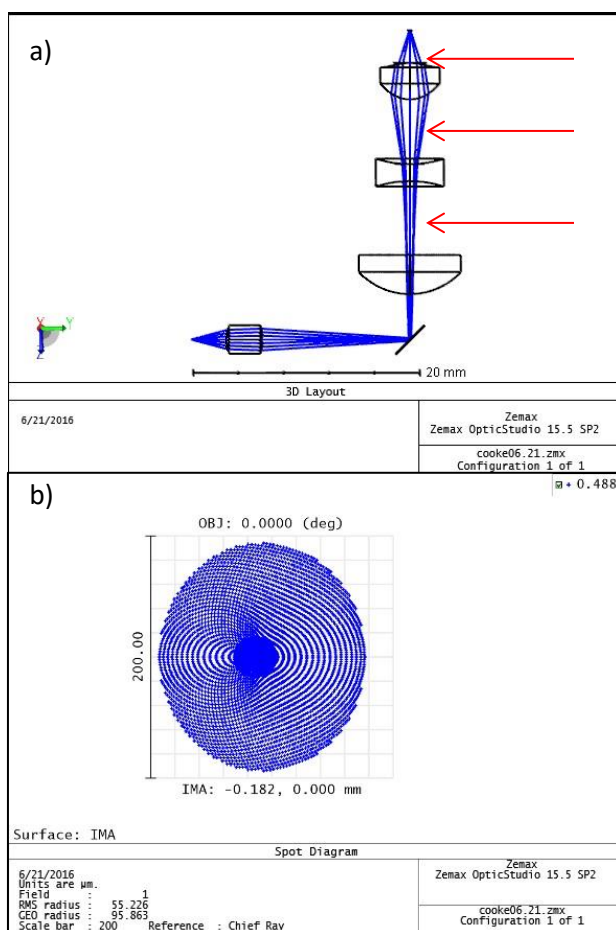 a)
X
Y
Z
20 mm
3D Layout
6/21/2016
Zemax
Zemax OpticStudio 15.5 SP2
cooke06.21.zmx
Configuration 1 of 1
b)
0.488
OBJ: 0.0000 (deg)
200.00
IMA: -0.182, 0.000 mm
Surface: IMA
Spot Diagram
6/21/2016
Units are µm.
Field : 1
RMS radius : 55.226
GEO radius : 95.863
Scale bar : 200 Reference : Chief Ray
Zemax
Zemax OpticStudio 15.5 SP2
cooke06.21.zmx
Configuration 1 of 1